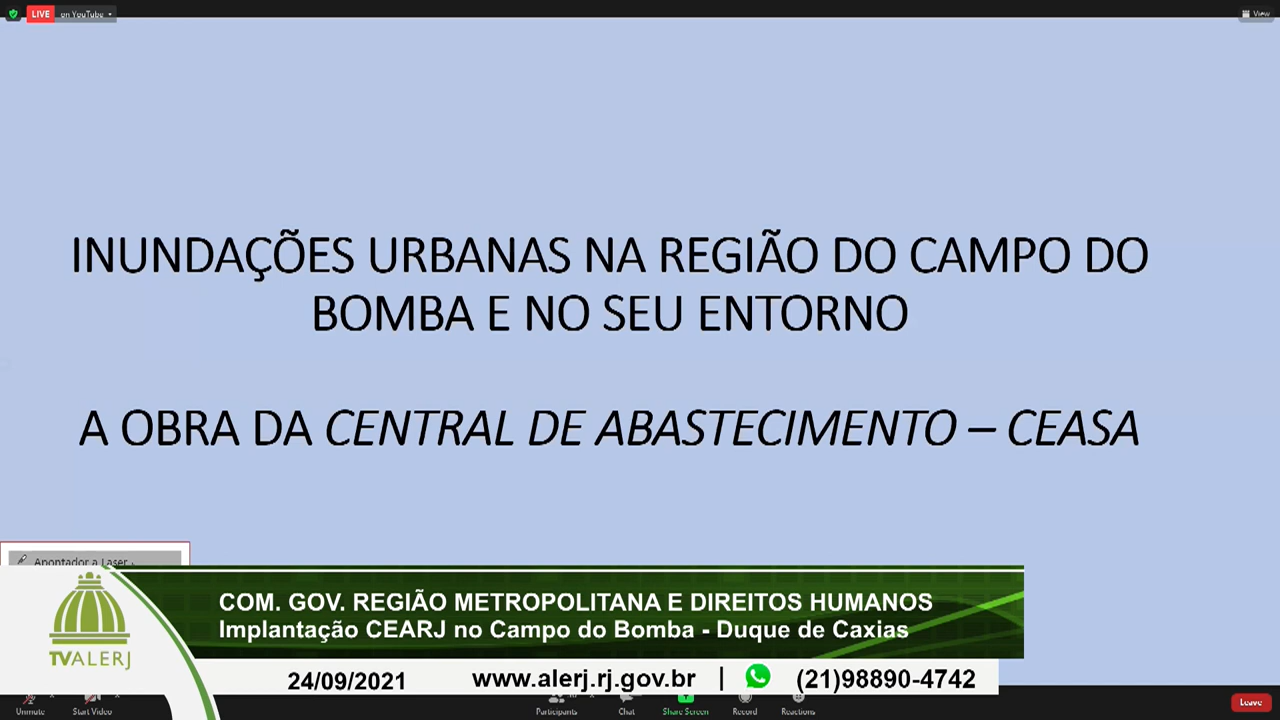 LIVE on YouTube
View
INUNDAÇÕES URBANAS NA REGIÃO DO CAMPO DO
BOMBA E NO SEU ENTORNO
A OBRA DA CENTRAL DE ABASTECIMENTO – CEASA
Apontador a Laser
COM. GOV. REGIÃO METROPOLITANA E DIREITOS HUMANOS
Implantação CEARJ no Campo do Bomba - Duque de Caxias
TVALERJ
24/09/2021 www.alerj.rj.gov.br | (21)98890-4742
Unmute Start Video Participants Chat Share Screen Record Reactions Leave